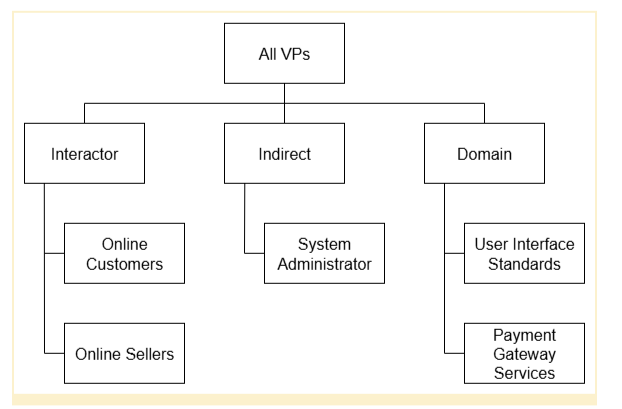 All VPs
Interactor
Indirect
Domain
Online
Customers
System
Administrator
User Interface
Standards
Online Sellers
Payment
Gateway
Services